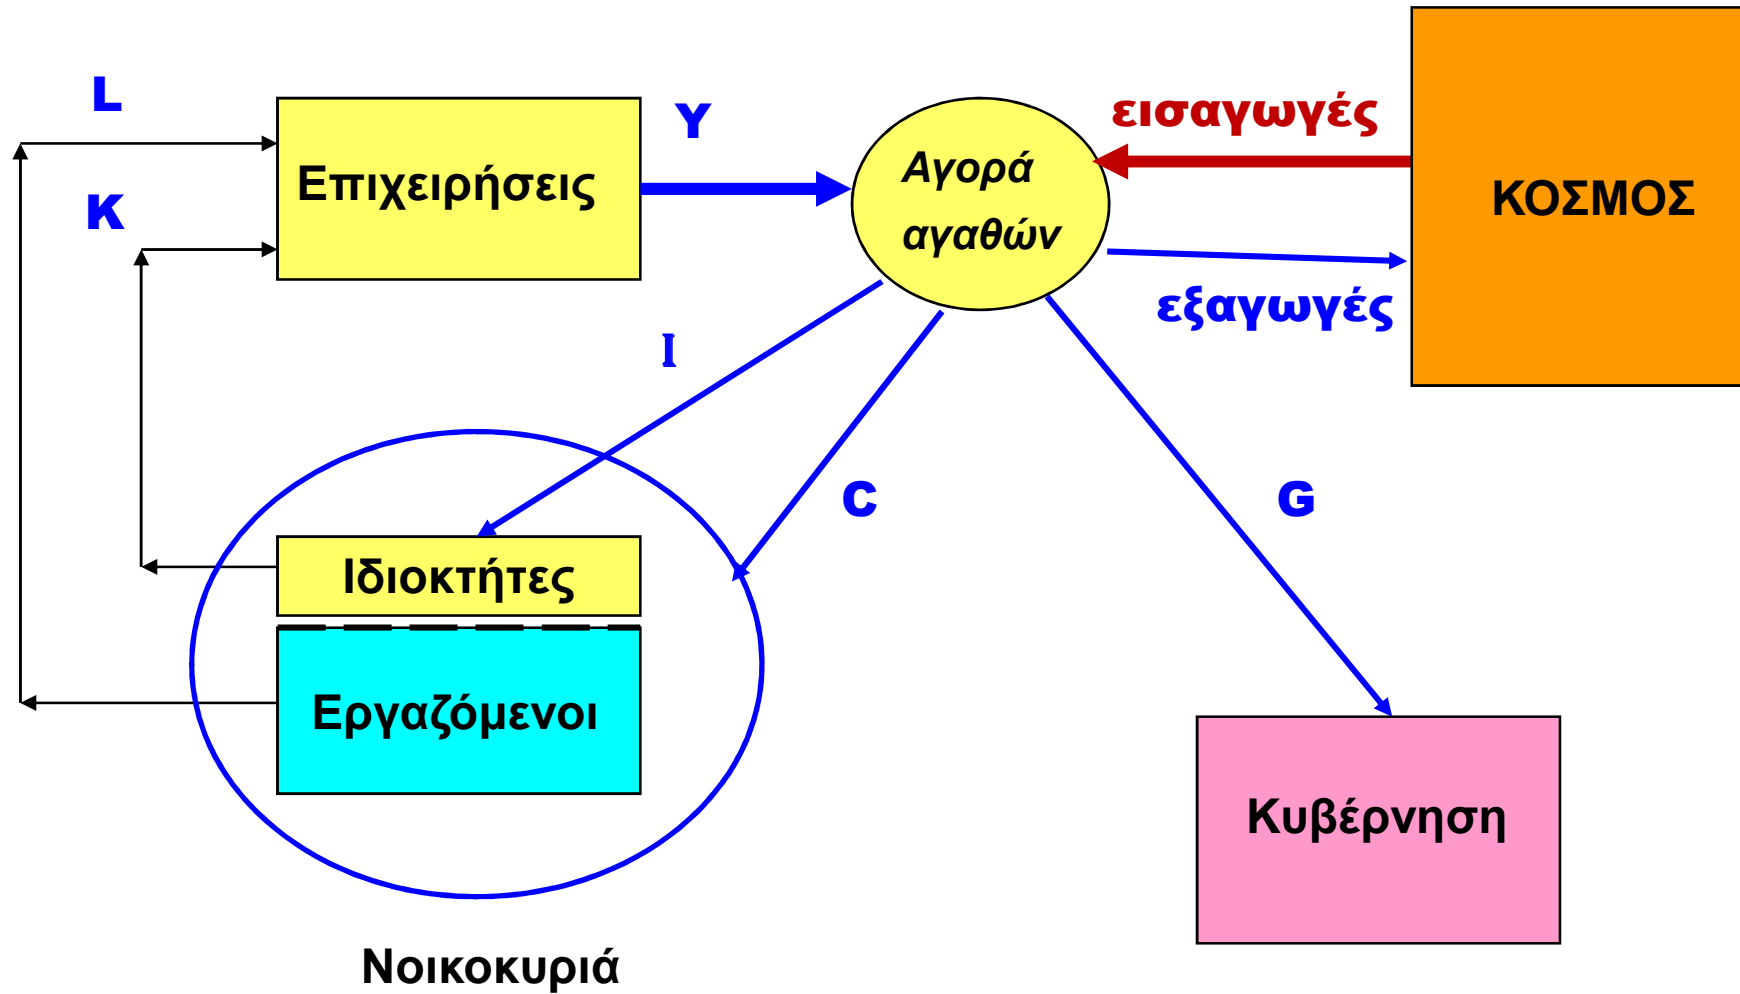 L
Y
εισαγωγές
Επιχειρήσεις
Αγορά
αγαθών
ΚΟΣΜΟΣ
K
εξαγωγές
I
C
G
Ιδιοκτήτες
Εργαζόμενοι
Κυβέρνηση
Νοικοκυριά